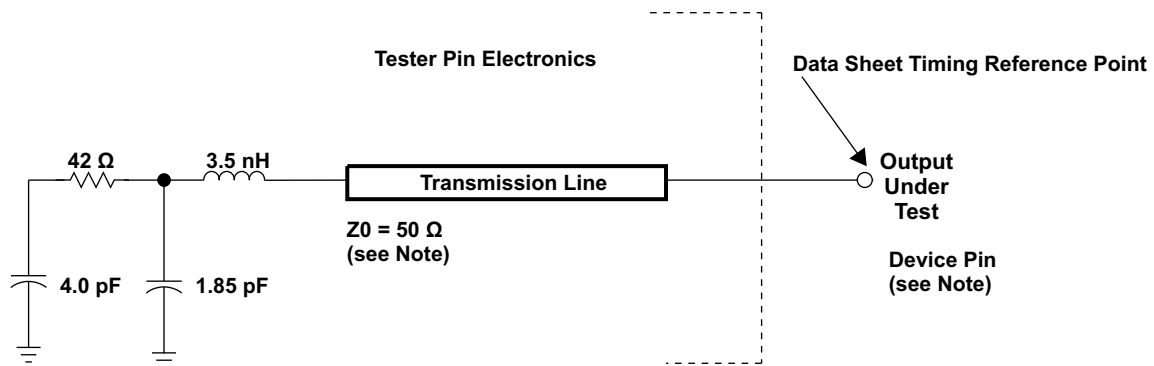 Tester Pin Electronics
Data Sheet Timing Reference Point
42 Ω
3.5 nH
Transmission Line
Output
Under
Test
Z0 = 50 Ω
(see Note)
Device Pin
(see Note)
4.0 pF
1.85 pF